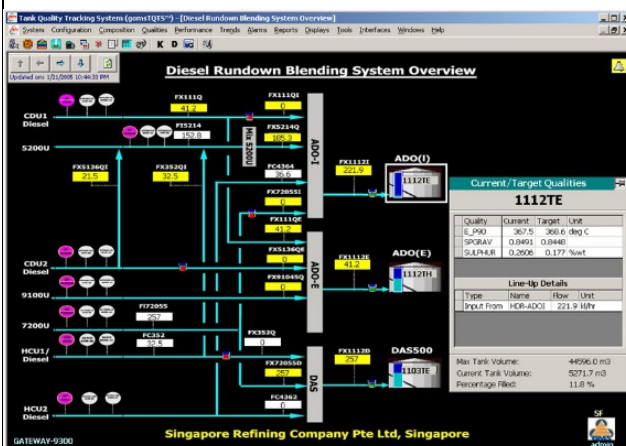 Tank Quality Tracking System (gomsTQTS™) - [Diesel Rundown Blending System Overview]
System Configuration Composition Qualities Performance Trends Alarms Reports Displays Tools Interfaces Windows Help
K D
Updated on: 1/21/2005 10:44:33 PM
Diesel Rundown Blending System Overview
FX111Q
41.2
FX111QI
0
CDU1
Diesel
FI5214
152.8
FX5214Q
185.3
5200U
Mix 5200U
ADO-I
FX5136QI
21.5
FX352QI
32.5
FC4364
36.6
FX1112I
221.9
ADO(I)
1112TE
FX7205SI
0
FX111QE
41.2
FX5136QE
0
CDU2
Diesel
FX9104SQ
0
9100U
ADO-E
FX1112E
41.2
ADO(E)
1112TH
FI7205S
257
7200U
FC352
32.5
FX352Q
0
HCU1/
Diesel
FX7205SD
257
DAS
FX1112D
257
DAS500
1103TE
FC4362
0
HCU2
Diesel
Current/Target Qualities
1112TE
Quality Current Target Unit
E_P90 367.5 360.6 deg C
SPGRAV 0.8491 0.8448
SULPHUR 0.2606 0.177 %wt
Line-Up Details
Type Name Flow Unit
Input From HDR-ADOI 221.9 kl/hr
Max Tank Volume: 44596.0 m3
Current Tank Volume: 5271.7 m3
Percentage Filled: 11.8 %
Singapore Refining Company Pte Ltd, Singapore
GATEWAY-9300
SF
admin